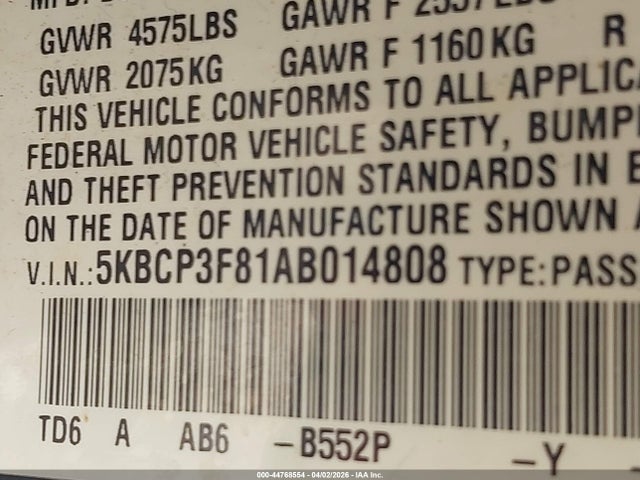 MFD.
GVWR 4575LBS GAWR F 2557LBS
GVWR 2075KG GAWR F 1160KG R
THIS VEHICLE CONFORMS TO ALL
FEDERAL MOTOR VEHICLE SAFETY,
AND THEFT PREVENTION STANDARDS IN
ON THE DATE OF MANUFACTURE SHOWN
V.I.N.:5KBCP3F81AB014808 TYPE:PASS
TD6 A AB6 -B552P -Y
000-44768554 - 04/02/2026 - IAA Inc.